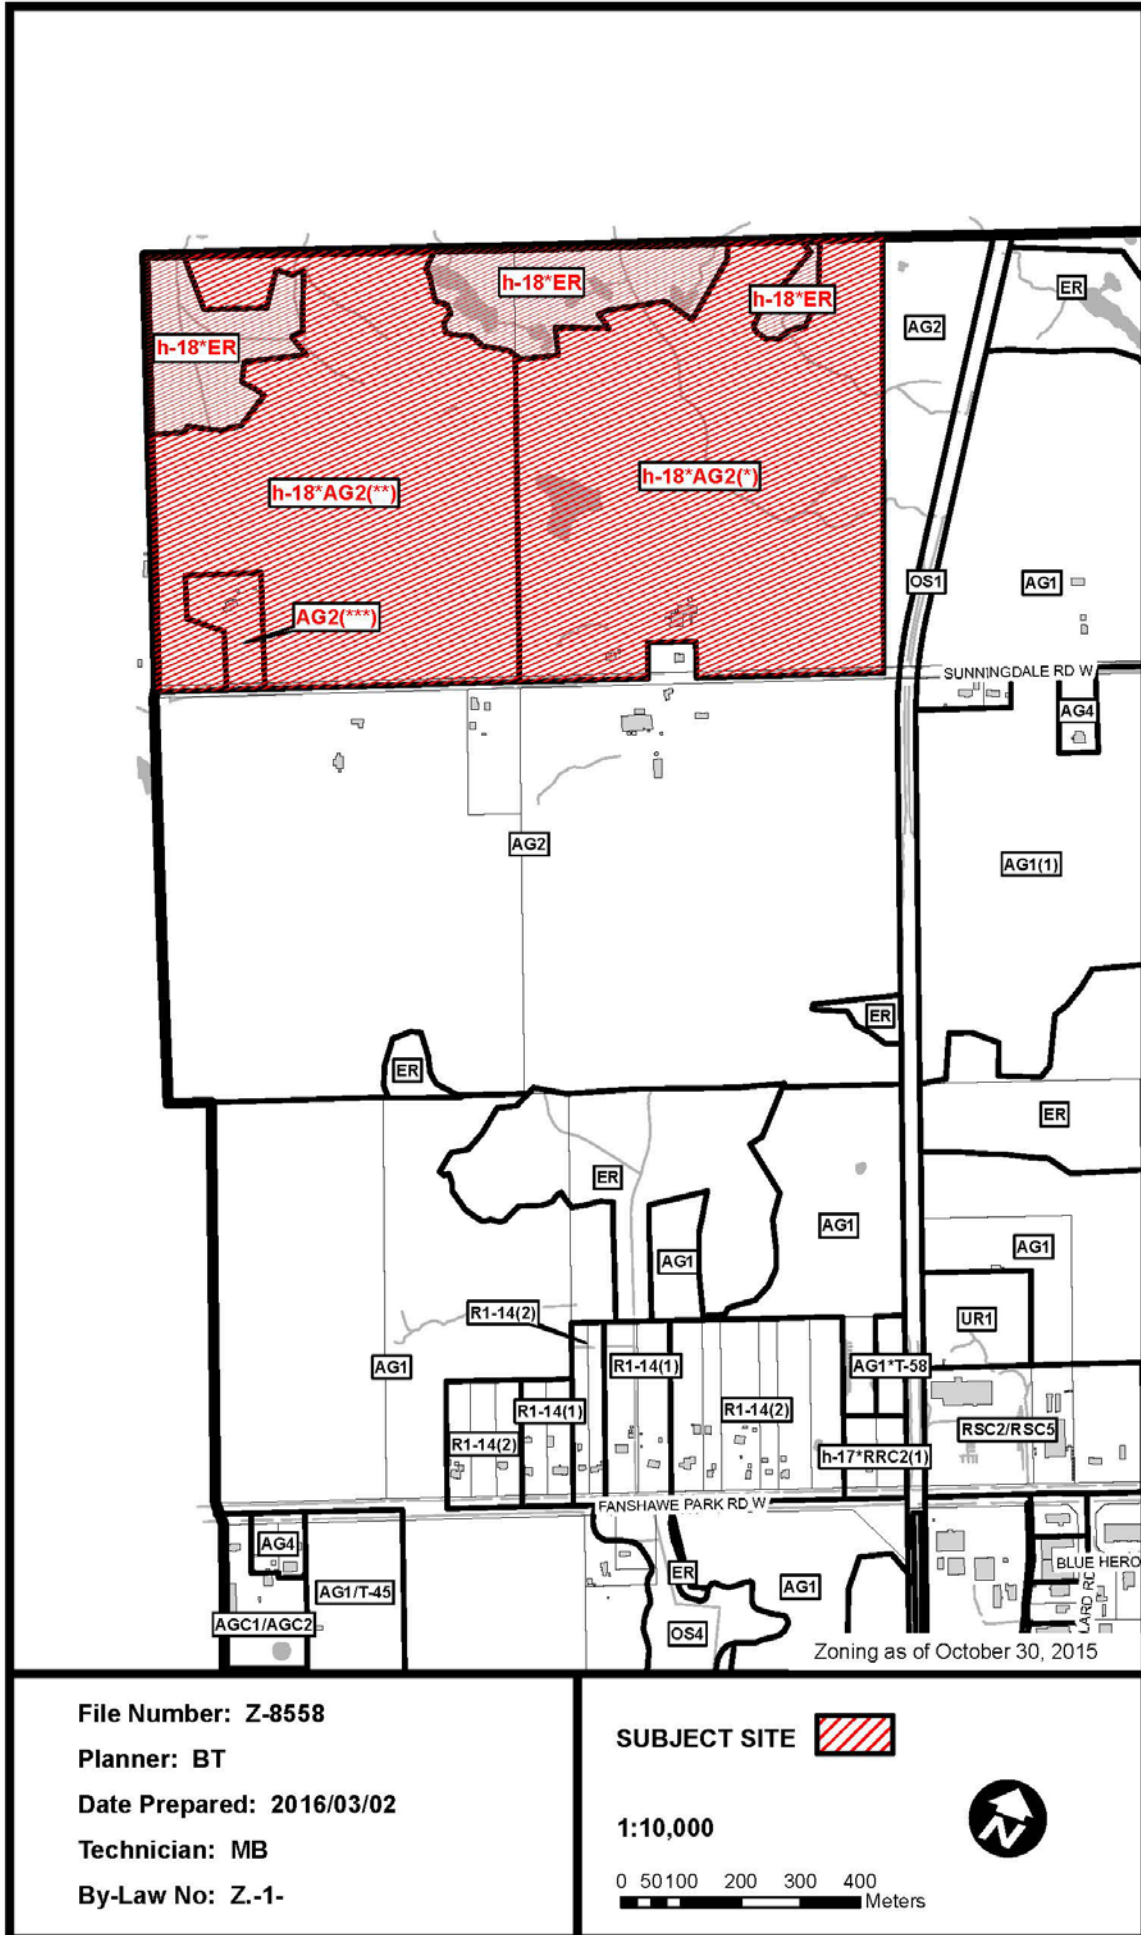 h-18*ER
ER
h-18*ER
AG2
h-18*ER
h-18*AG2(*)
h-18*AG2(**)
OS1
AG1
AG2(***)
SUNNINGDALE RD W
AG4
AG2
AG1(1)
ER
ER
ER
ER
AG1
AG1
AG1
R1-14(2)
UR1
AG1
R1-14(1)
AG1*T-58
R1-14(1)
R1-14(2)
RSC2/RSC5
R1-14(2)
h-17*RRC2(1)
FANSHAWE PARK RD W
AG4
BLUE HERO
ER
AG1
AG1/T-45
LARD RD
AGC1/AGC2
OS4
Zoning as of October 30, 2015
File Number: Z-8558
Planner: BT
Date Prepared: 2016/03/02
Technician: MB
By-Law No: Z.-1-
SUBJECT SITE
1:10,000
N
0 50 100 200 300 400
Meters